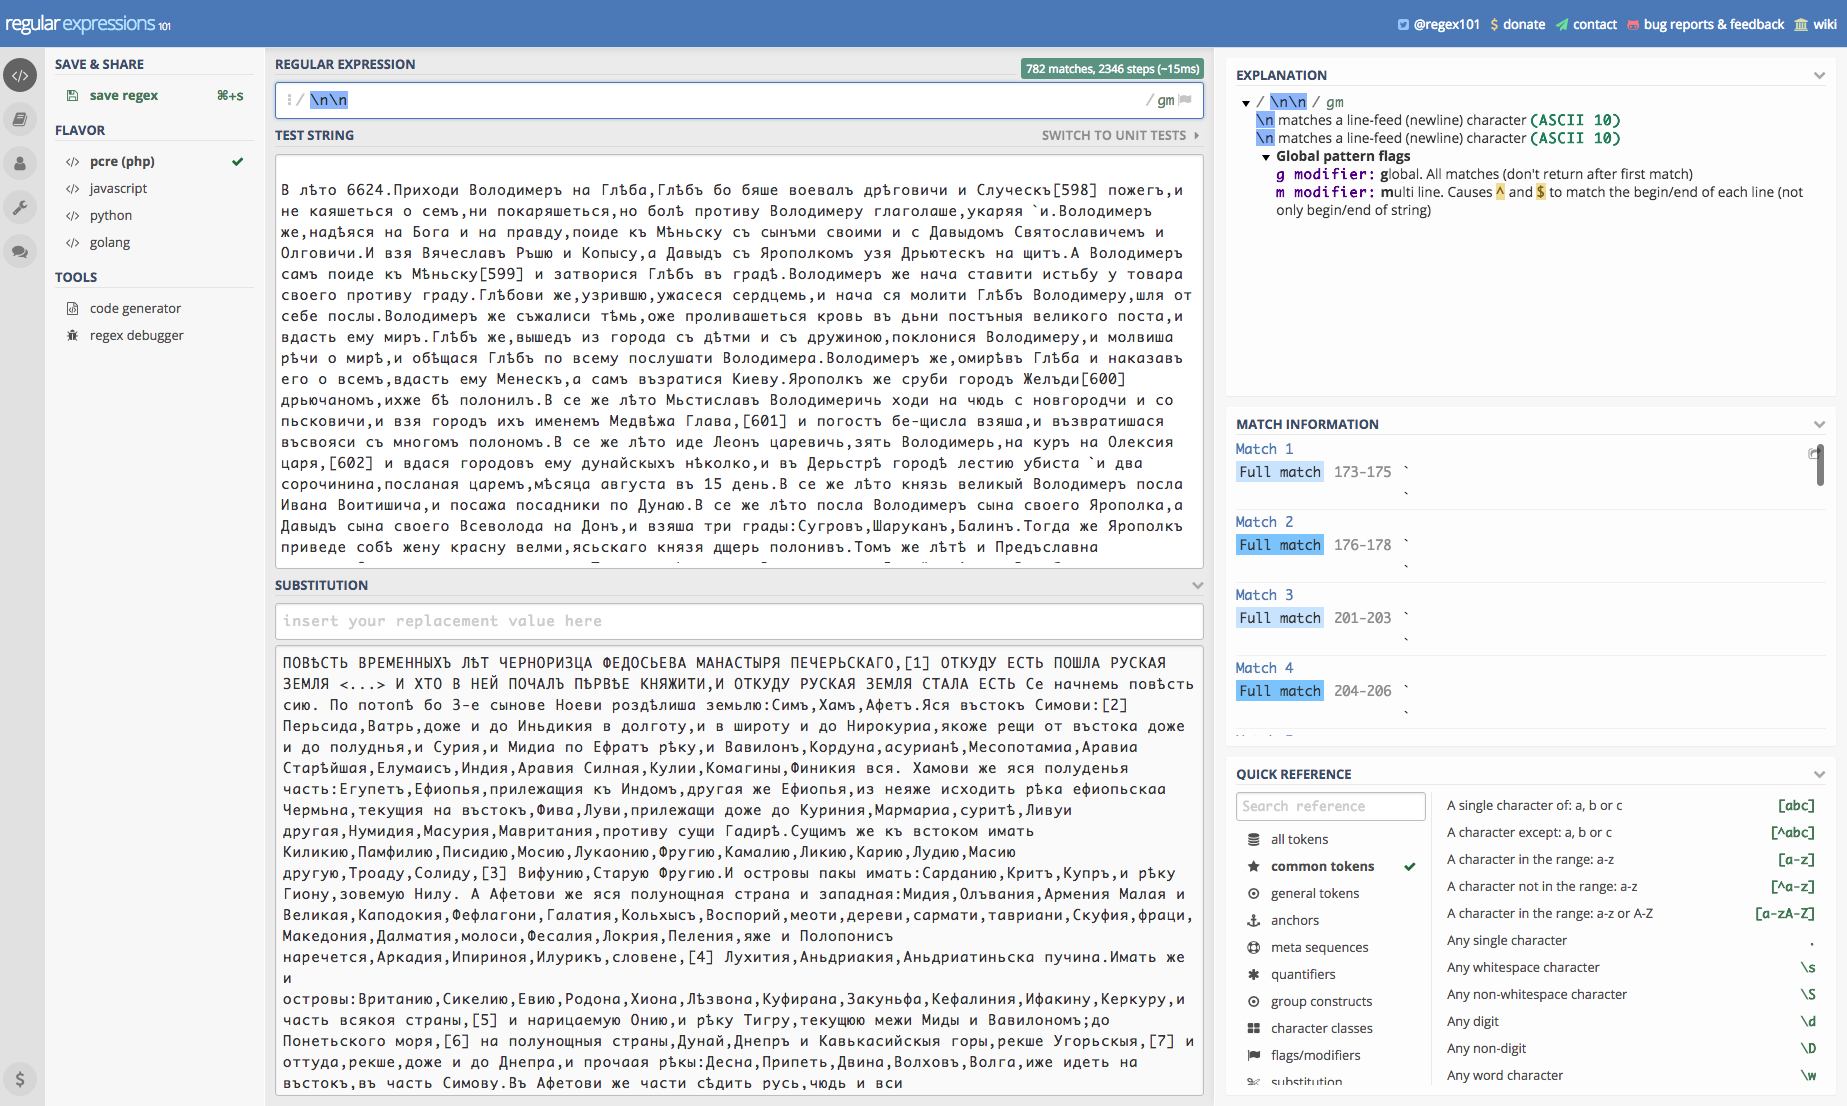 regular expressions 101
@regex101 donate contact bug reports & feedback wiki
SAVE & SHARE
save regex ⌘+s
FLAVOR
pcre (php)
javascript
python
golang
TOOLS
code generator
regex debugger
REGULAR EXPRESSION
782 matches, 2346 steps (~15ms)
/ \n\n / gm
TEST STRING SWITCH TO UNIT TESTS
В лѣто 6624.Приходи Володимеръ на Глѣба,Глѣбъ бо бяше воевалъ дрѣговичи и Случескъ[598] пожегъ,и
не каяшеться о семъ,ни покаряшеться,но болѣ противу Володимеру глаголаше,укаряя `и.Володимеръ
же,надѣяся на Бога и на правду,поиде къ Мѣньску съ сынъми своими и с Давыдомъ Святославичемъ и
Олговичи.И взя Вячеславъ Ръшю и Копысу,а Давыдъ съ Ярополкомъ узя Дрьютескъ на щитъ.А Володимеръ
самъ поиде къ Мѣньску[599] и затворися Глѣбъ въ градѣ.Володимеръ же нача ставити истьбу у товара
своего противу граду.Глѣбови же,узрившю,ужасеся сердцемь,и нача ся молити Глѣбъ Володимеру,шля от
себе послы.Володимеръ же съжалиси тѣмь,оже проливашеться кровь въ дьни постъныя великого поста,и
вдасть ему миръ.Глѣбъ же,вышедъ из города съ дѣтми и съ дружиною,поклонися Володимеру,и молвиша
рѣчи о мирѣ,и обѣщася Глѣбъ по всему послушати Володимера.Володимеръ же,омирѣвъ Глѣба и наказавъ
его о всемъ,вдасть ему Менескъ,а самъ възратися Киеву.Ярополкъ же сруби городъ Желъди[600]
дрьючаномъ,ихже бѣ полонилъ.В се же лѣто Мьстиславъ Володимеричь ходи на чюдь с новгородчи и со
пьсковичи,и взя городъ ихъ именемъ Медвѣжа Глава,[601] и погостъ бе-щисла взяша,и възвратишася
въсвояси съ многомъ полономъ.В се же лѣто иде Леонъ царевичь,зять Володимерь,на куръ на Олексия
царя,[602] и вдася городовъ ему дунайскыхъ нѣколко,и въ Дерьстрѣ городѣ лестию убиста `и два
сорочинина,посланая царемъ,мѣсяца августа въ 15 день.В се же лѣто князь великый Володимеръ посла
Ивана Воитишича,и посажа посадники по Дунаю.В се же лѣто посла Володимеръ сына своего Ярополка,а
Давыдъ сына своего Всеволода на Донъ,и взяша три грады:Сугровъ,Шаруканъ,Балинъ.Тогда же Ярополкъ
приведе собѣ жену красну велми,ясьскаго князя дщерь полонивъ.Томъ же лѣтѣ и Предъславна
SUBSTITUTION
insert your replacement value here
ПОВѢСТЬ ВРЕМЕННЫХЪ ЛѢТ ЧЕРНОРИЗЦА ФЕДОСЬЕВА МАНАСТЫРЯ ПЕЧЕРЬСКАГО,[1] ОТКУДУ ЕСТЬ ПОШЛА РУСКАЯ
ЗЕМЛЯ <...> И ХТО В НЕЙ ПОЧАЛЪ ПѢРВѢЕ КНЯЖИТИ,И ОТКУДУ РУСКАЯ ЗЕМЛЯ СТАЛА ЕСТЬ Се начнемь повѣсть
сию. По потопѣ бо 3-е сынове Ноеви роздѣлиша земьлю:Симъ,Хамъ,Афетъ.Яся въстокъ Симови:[2]
Перьсида,Ватрь,доже и до Иньдикия в долготу,и в широту и до Нирокуриа,якоже рещи от въстока доже
и до полуднья,и Сурия,и Мидиа по Ефратъ рѣку,и Вавилонъ,Кордуна,асурианѣ,Месопотамиа,Аравиа
Старѣйшая,Елумаисъ,Индия,Аравия Силная,Кулии,Комагины,Финикия вся. Хамови же яся полуденья
часть:Егупетъ,Ефиопья,прилежащия къ Индомъ,другая же Ефиопья,из неяже исходить рѣка ефиопьскаа
Чермьна,текущия на въстокъ,Фива,Луви,прилежащи доже до Куриния,Мармариа,суритѣ,Ливуи
другая,Нумидия,Масурия,Мавритания,противу сущи Гадирѣ.Сущимъ же къ встоком имать
Киликию,Памфилию,Писидию,Мосию,Лукаонию,Фругию,Камалию,Ликию,Карию,Лудию,Масию
другую,Троаду,Солиду,[3] Вифунию,Старую Фругию.И островы пакы имать:Сарданию,Критъ,Купръ,и рѣку
Гиону,зовемую Нилу. А Афетови же яся полунощная страна и западная:Мидия,Олъвания,Армения Малая и
Великая,Каподокия,Фефлагони,Галатия,Кольхысъ,Воспорий,меоти,дереви,сармати,тавриани,Скуфия,фраци,
Македония,Далматия,молоси,Фесалия,Локрия,Пеления,яже и Полопонисъ
наречется,Аркадия,Ипириноя,Илурикъ,словене,[4] Лухития,Аньдриакия,Аньдриатиньска пучина.Имать же
и
островы:Британию,Сикелию,Евию,Родона,Хиона,Лѣзвона,Куфирана,Закуньфа,Кефалиния,Ифакину,Керкуру,и
часть всякоя страны,[5] и нарицаемую Онию,и рѣку Тигру,текущюю межи Миды и Вавилономъ;до
Понетьского моря,[6] на полунощныя страны,Дунай,Днепръ и Кавькасийскыя горы,рекше Угорьскыя,[7] и
оттуда,рекше,доже и до Днепра,и прочаая рѣкы:Десна,Припеть,Двина,Волховъ,Волга,иже идеть на
въстокъ,въ часть Симову.Въ Афетови же части сѣдить русь,чюдь и вси
EXPLANATION
/ \n\n / gm
\n matches a line-feed (newline) character (ASCII 10)
\n matches a line-feed (newline) character (ASCII 10)
Global pattern flags
g modifier: global. All matches (don't return after first match)
m modifier: multi line. Causes ^ and $ to match the begin/end of each line (not
only begin/end of string)
MATCH INFORMATION
Match 1
Full match 173-175 `
`
Match 2
Full match 176-178 `
`
Match 3
Full match 201-203 `
`
Match 4
Full match 204-206 `
`
QUICK REFERENCE
Search reference
all tokens
common tokens
general tokens
anchors
meta sequences
quantifiers
group constructs
character classes
flags/modifiers
substitution
A single character of: a, b or c [abc]
A character except: a, b or c [^abc]
A character in the range: a-z [a-z]
A character not in the range: a-z [^a-z]
A character in the range: a-z or A-Z [a-zA-Z]
Any single character .
Any whitespace character \s
Any non-whitespace character \S
Any digit \d
Any non-digit \D
Any word character \w